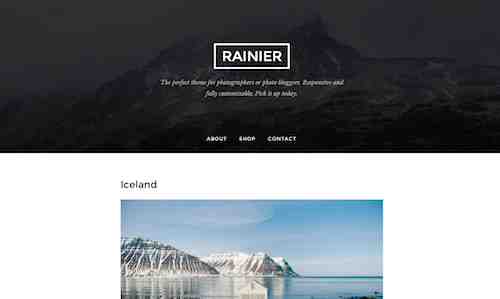 RAINIER
The perfect theme for photographers or photo bloggers. Responsive and
fully customizable. Pick it up today.
ABOUT SHOP CONTACT
Iceland